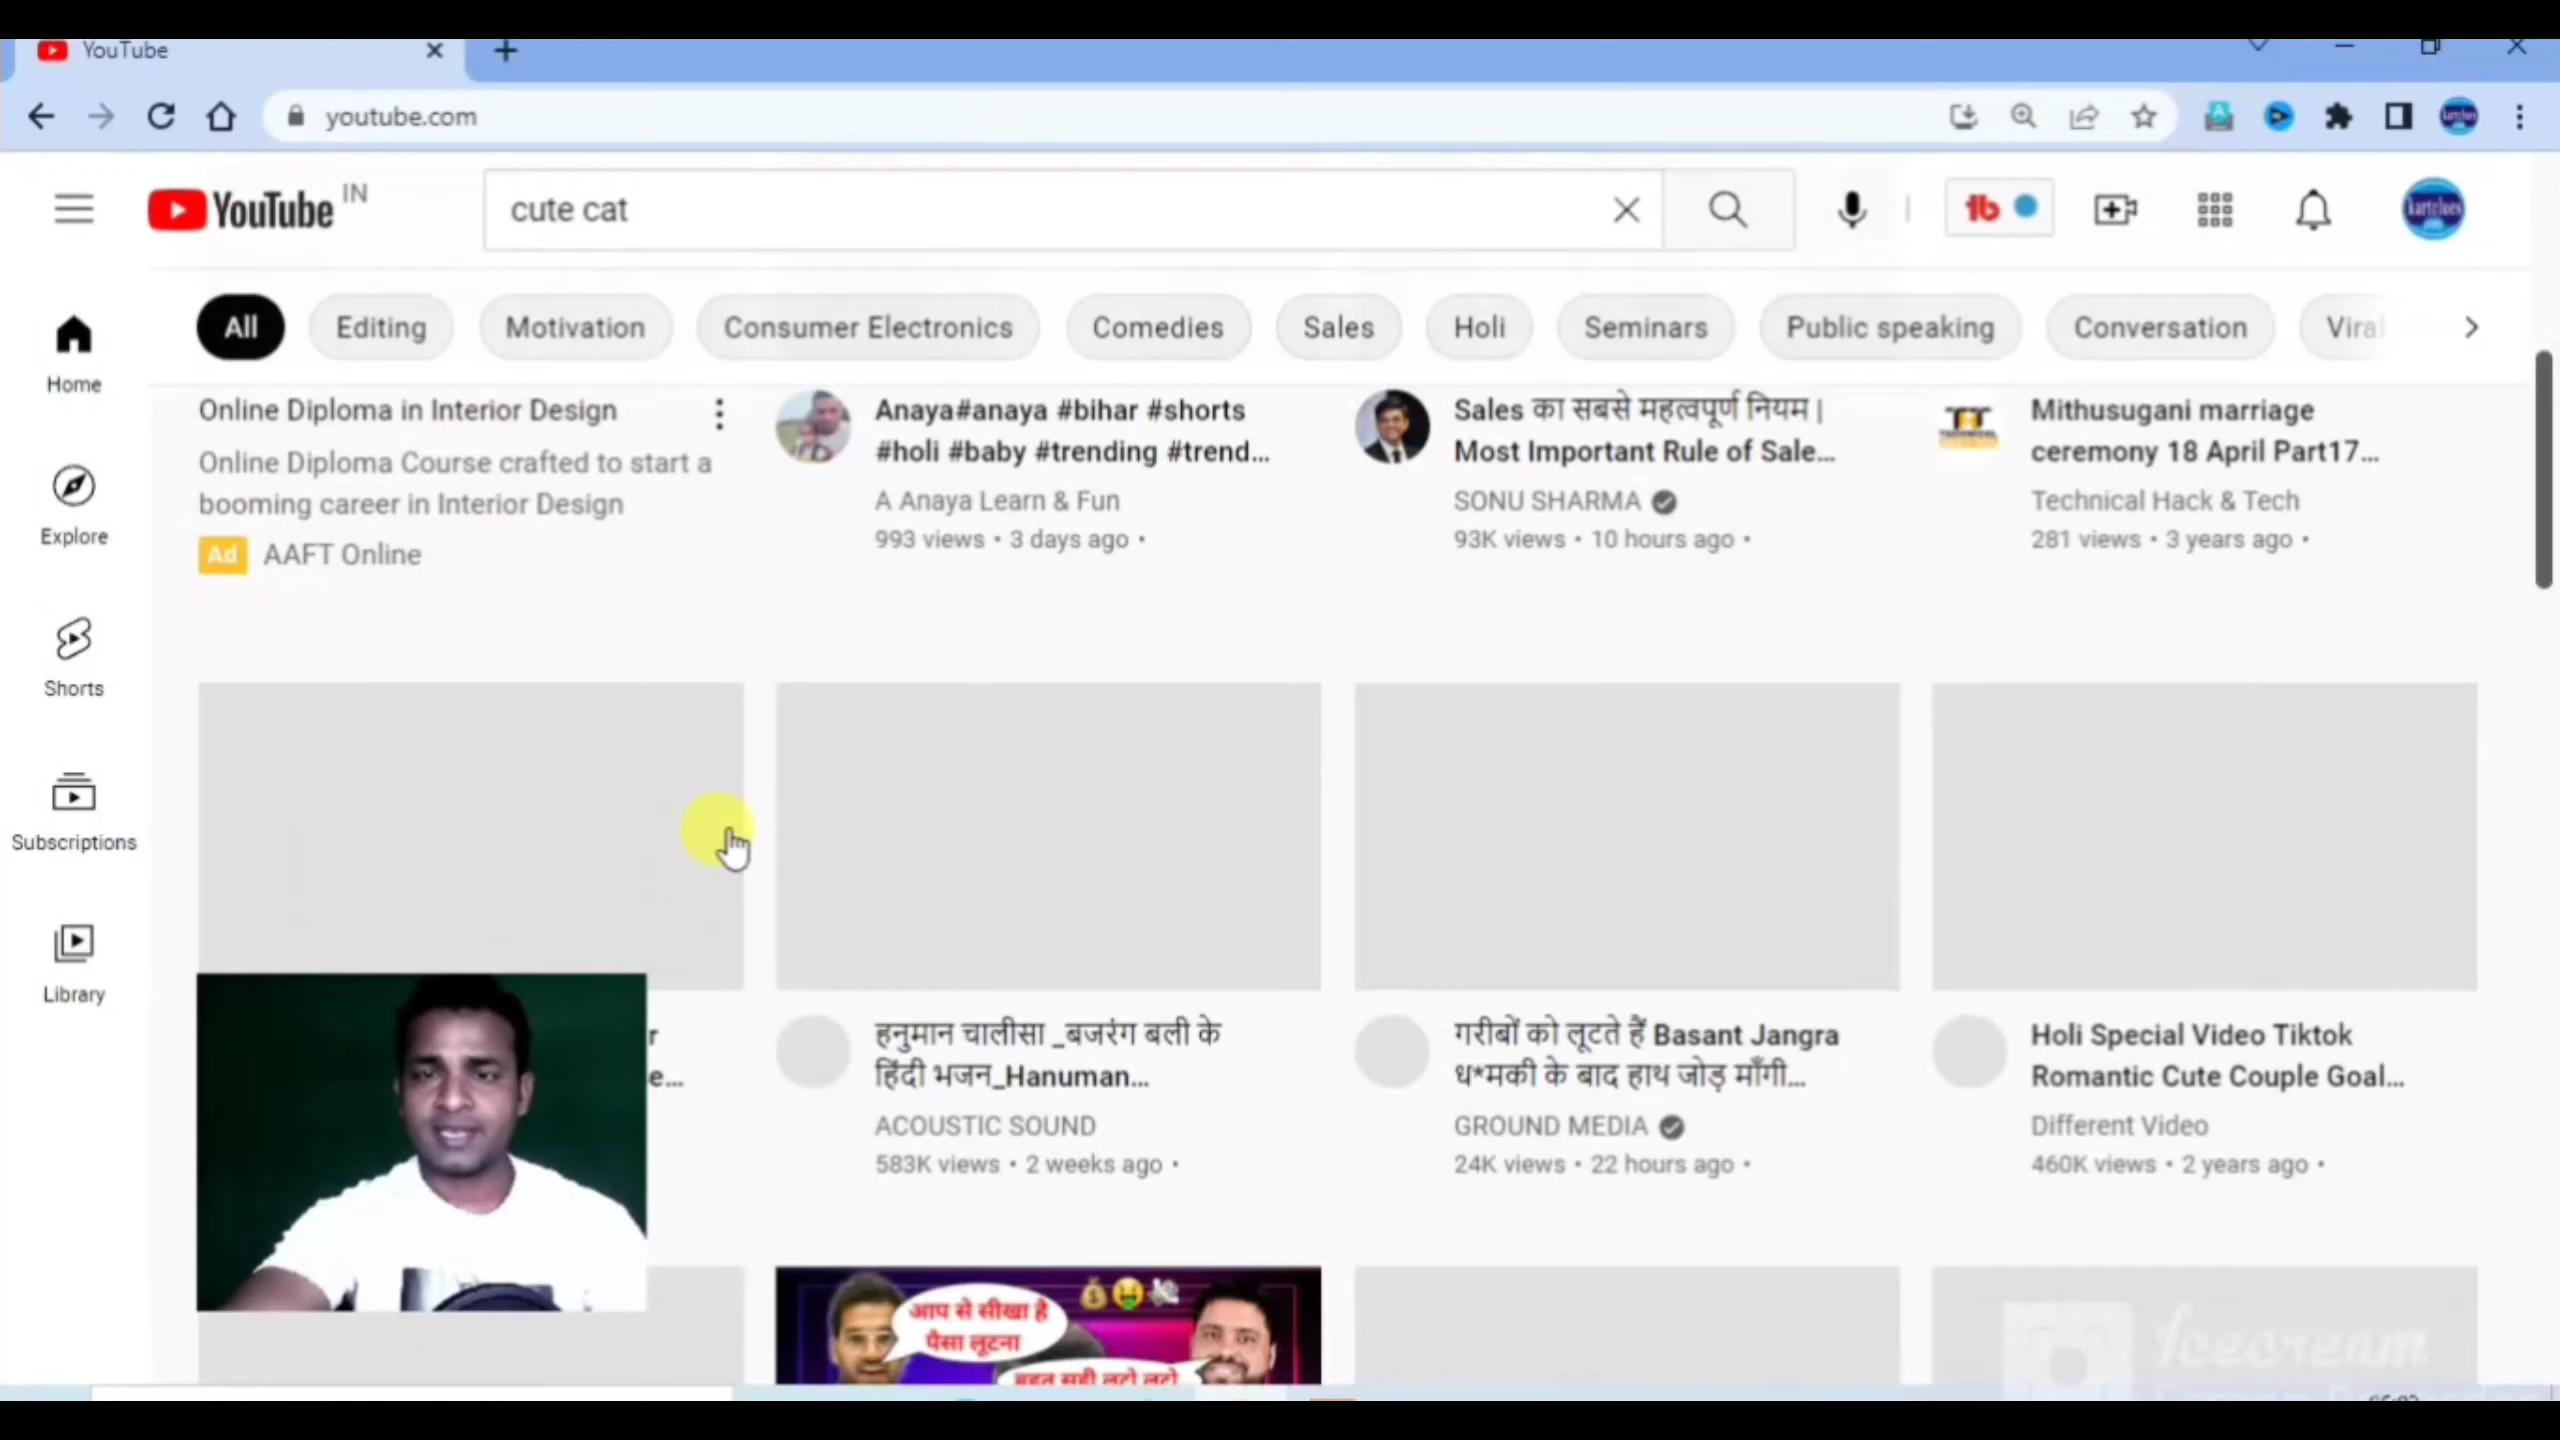 YouTube
youtube.com
YouTube IN
cute cat
All
Editing
Motivation
Consumer Electronics
Comedies
Sales
Holi
Seminars
Public speaking
Conversation
Viral
Home
Explore
Shorts
Subscriptions
Library
Online Diploma in Interior Design
Online Diploma Course crafted to start a
booming career in Interior Design
Ad AAFT Online
Anaya#anaya #bihar #shorts
#holi #baby #trending #trend...
A Anaya Learn & Fun
993 views • 3 days ago •
Sales का सबसे महत्वपूर्ण नियम |
Most Important Rule of Sale...
SONU SHARMA
93K views • 10 hours ago •
Mithusugani marriage
ceremony 18 April Part17...
Technical Hack & Tech
281 views • 3 years ago •
r
e...
हनुमान चालीसा _बजरंग बली के
हिंदी भजन_Hanuman...
ACOUSTIC SOUND
583K views • 2 weeks ago •
गरीबों को लूटते हैं Basant Jangra
ध*मकी के बाद हाथ जोड़ माँगी...
GROUND MEDIA
24K views • 22 hours ago •
Holi Special Video Tiktok
Romantic Cute Couple Goal...
Different Video
460K views • 2 years ago •
आप से सीखा है
पैसा लूटना
बहुत सही लूटो लूटो
Icecream